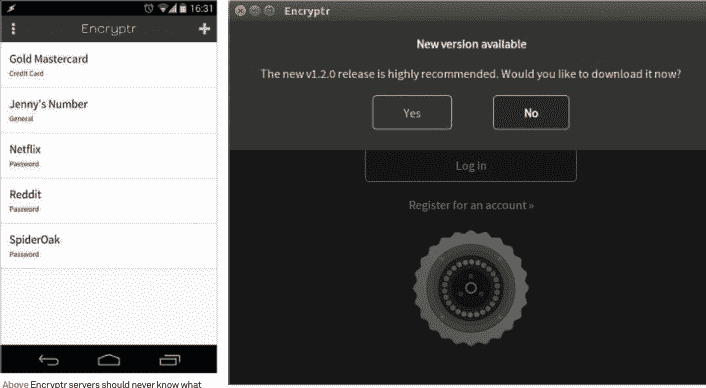 16:31
Encryptr
Gold Mastercard
Credit Card
Jenny's Number
General
Netflix
Password
Reddit
Password
SpiderOak
Password
Above Encryptr servers should never know what
Encryptr
New version available
The new v1.2.0 release is highly recommended. Would you like to download it now?
Yes
No
Log in
Register for an account »